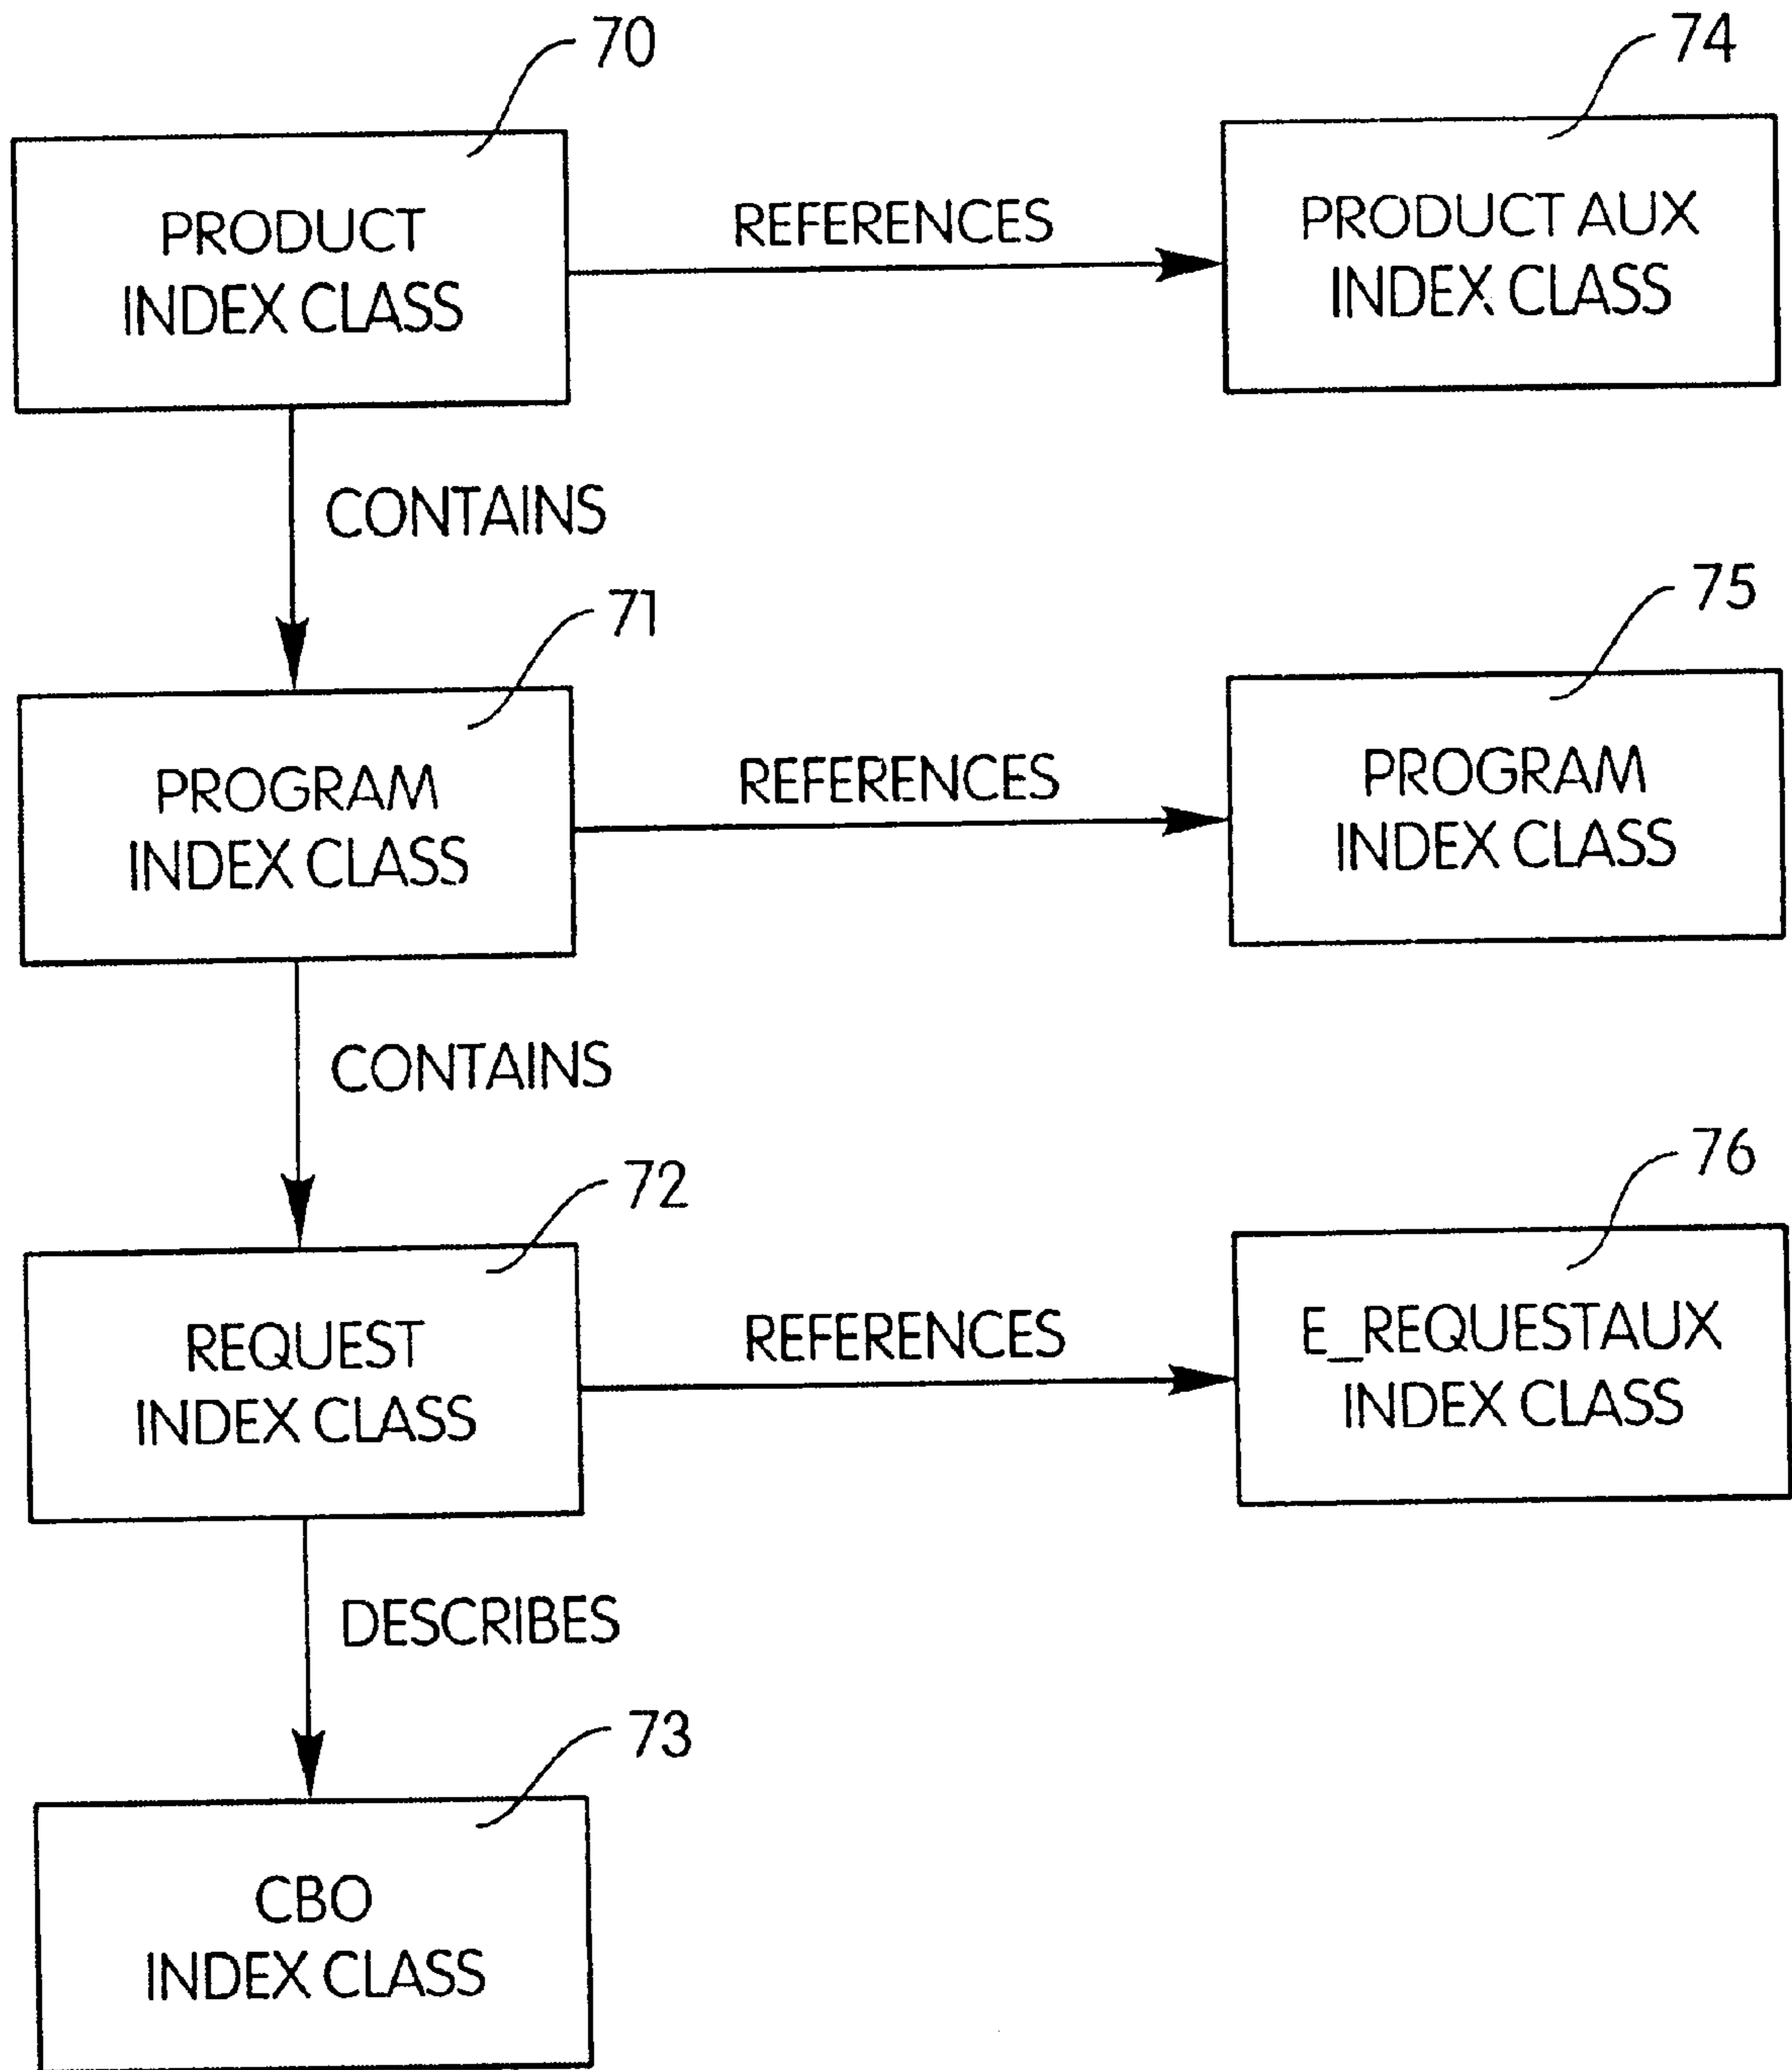 70
74
PRODUCT
INDEX CLASS
REFERENCES
PRODUCT AUX
INDEX CLASS
CONTAINS
71
75
PROGRAM
INDEX CLASS
REFERENCES
PROGRAM
INDEX CLASS
CONTAINS
72
76
REQUEST
INDEX CLASS
REFERENCES
E_REQUESTAUX
INDEX CLASS
DESCRIBES
73
CBO
INDEX CLASS